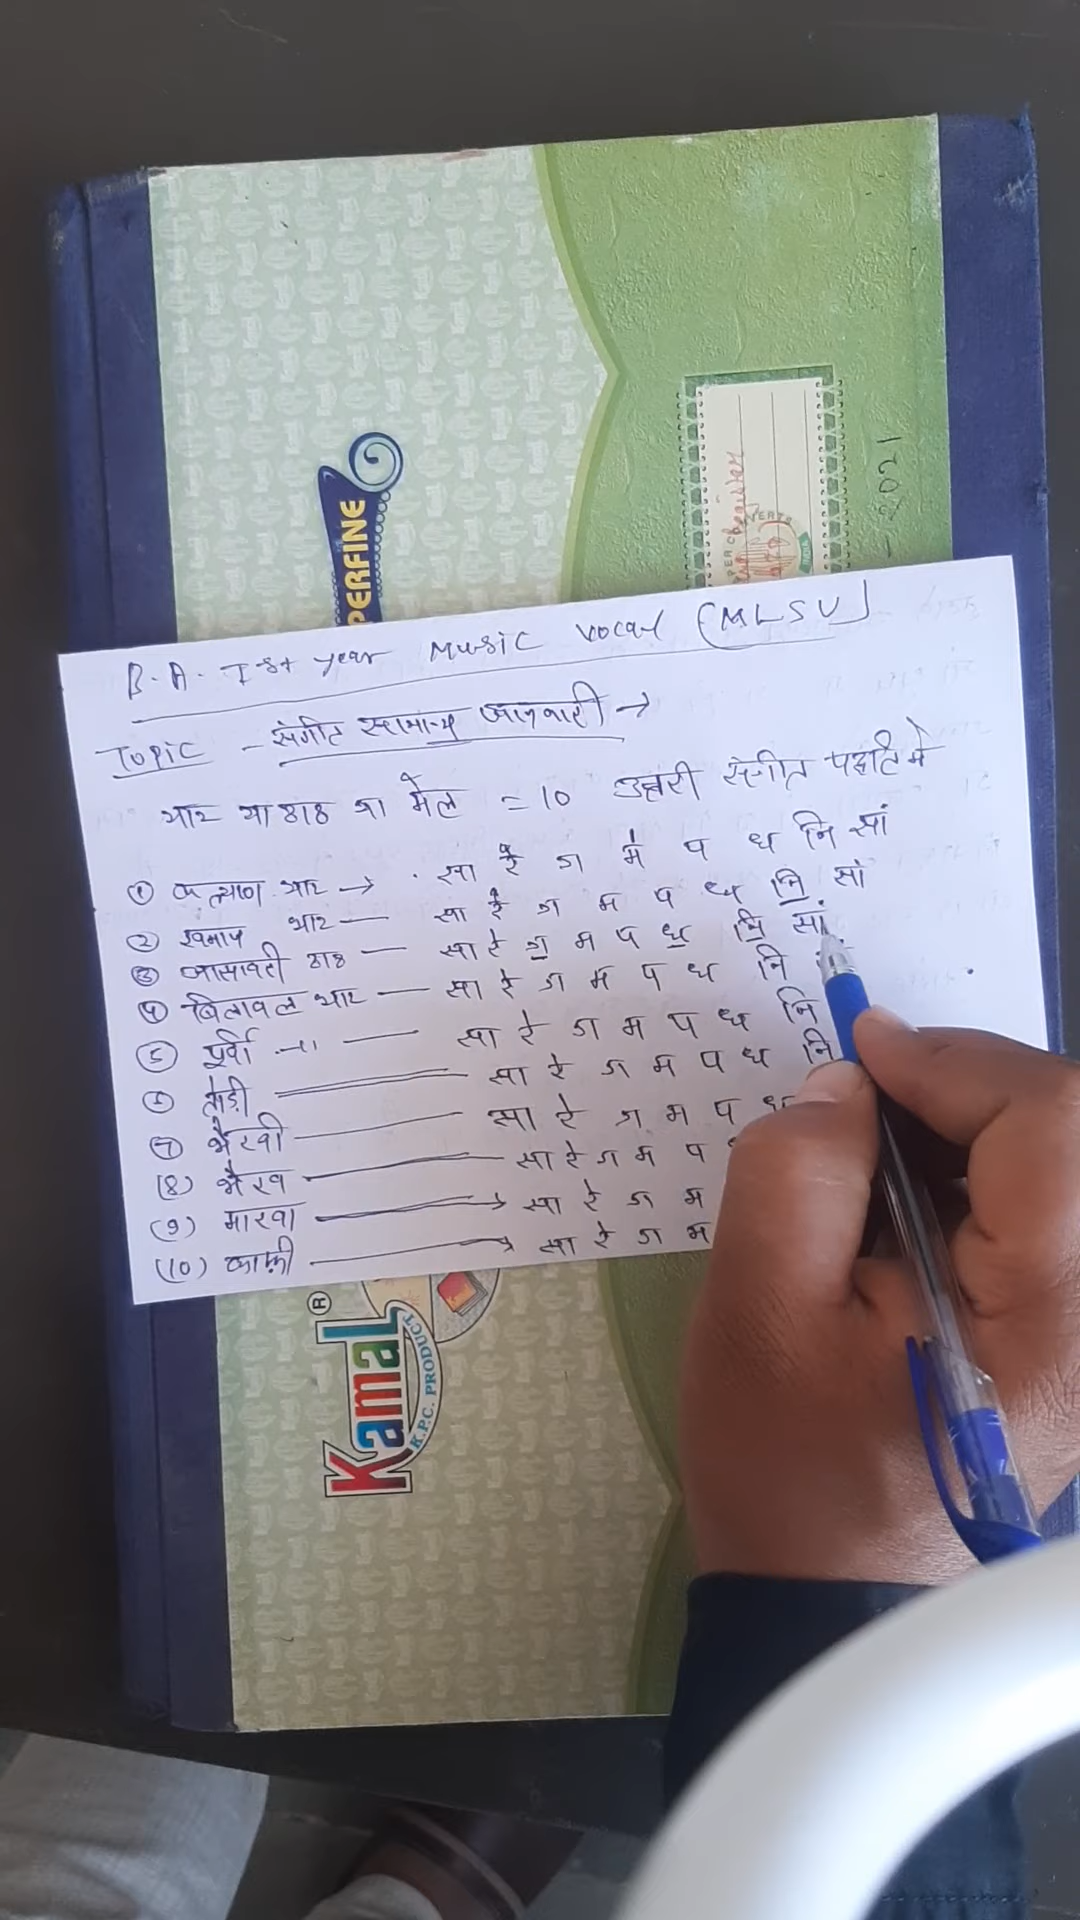 B.A. Ist year Music vocal (MLSU)
Topic - संगीत सामान्य जानकारी →
थाट या ठाठ या मेल = 10 उत्तरी संगीत पद्धति मे
① कल्याण थाट → सा रे ग मे प ध नि सां
② खमाज थाट — सा रे ग म प ध नि सां
③ आसावरी ठाठ — सा रे ग म प ध नि सां
④ बिलावल थाट — सा रे ग म प ध नि
⑤ पूर्वी -॥ — सा रे ग म प ध नि
⑥ तोड़ी — सा रे ग म प ध नि
⑦ भैरवी — सा रे ग म प ध
(8) भैरव — सा रे ग म प
(9) मारवा → सा रे ग म
(10) काफ़ी → सा रे ग म
PERFINE
Kamal ®
K.P.C. PRODUCT
2021